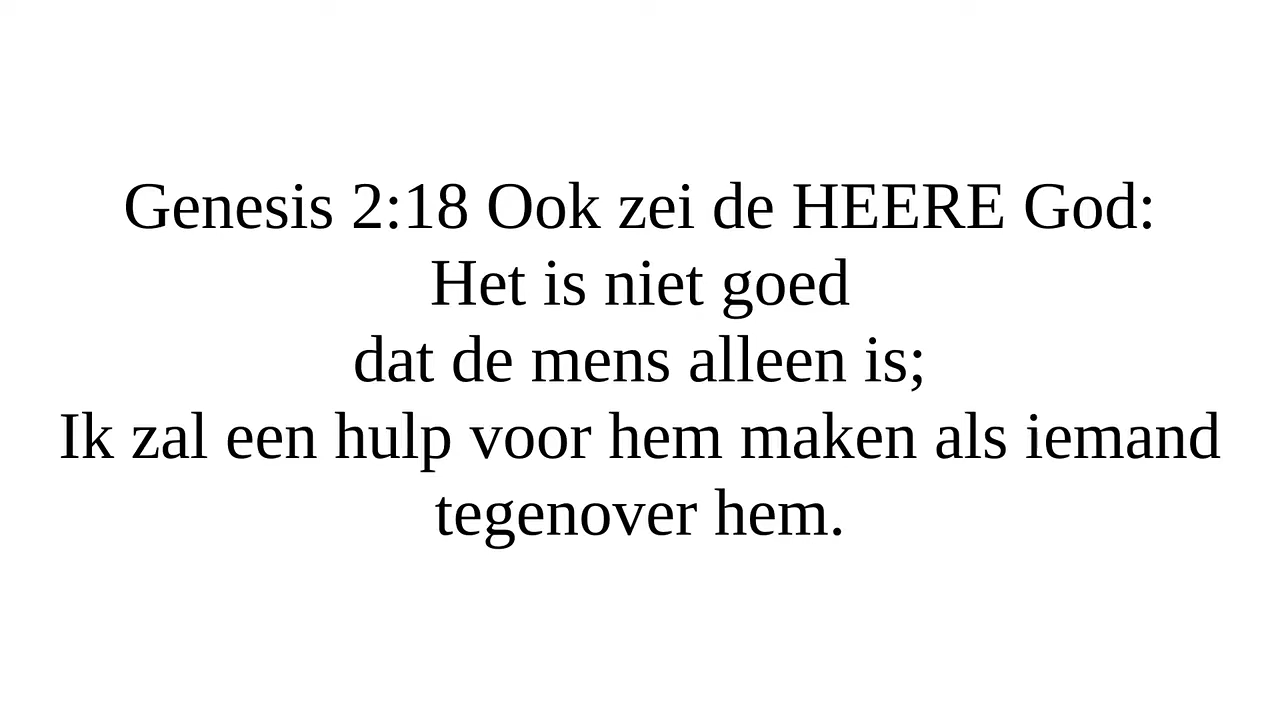 Genesis 2:18 Ook zei de HEERE God:
Het is niet goed
dat de mens alleen is;
Ik zal een hulp voor hem maken als iemand
tegenover hem.